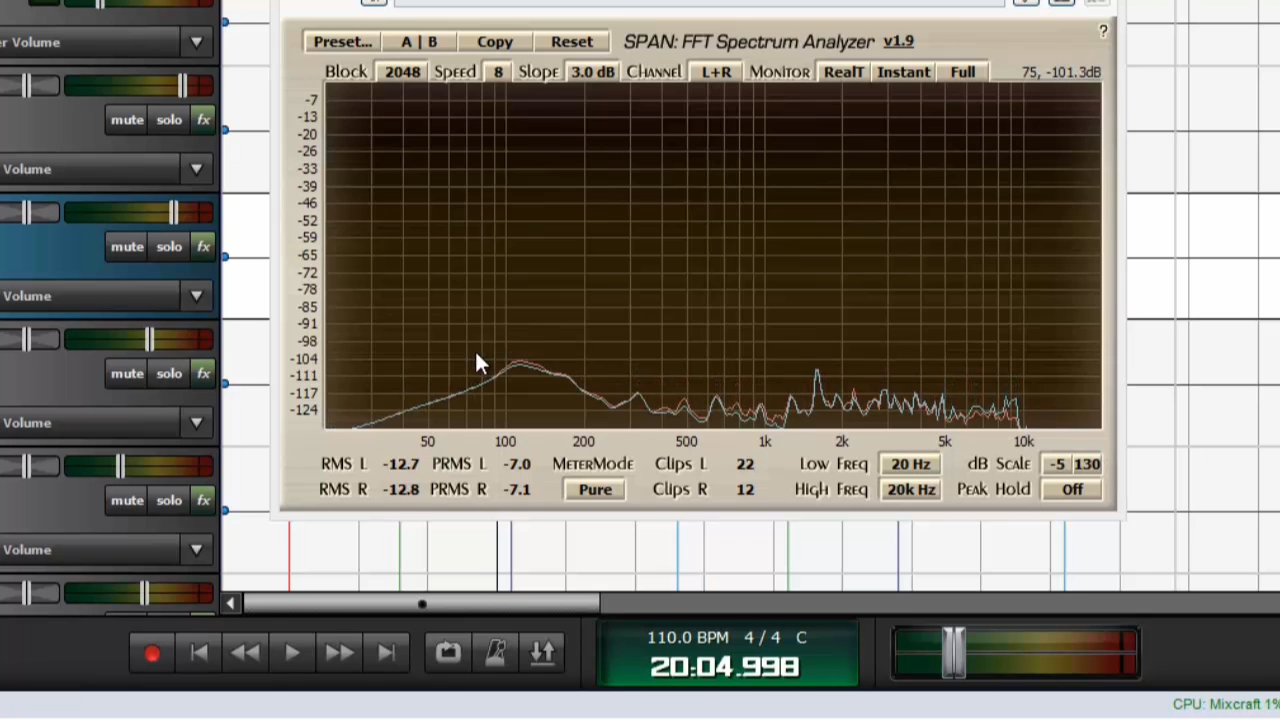 ?
Preset... A | B Copy Reset SPAN: FFT Spectrum Analyzer v1.9
Block 2048 Speed 8 Slope 3.0 dB Channel L+R Monitor RealT Instant Full 75, -101.3dB
-7
-13
-20
-26
-33
-39
-46
-52
-59
-65
-72
-78
-85
-91
-98
-104
-111
-117
-124
50 100 200 500 1k 2k 5k 10k
RMS L -12.7 PRMS L -7.0 MeterMode Clips L 22 Low Freq 20 Hz dB Scale -5 130
RMS R -12.8 PRMS R -7.1 Pure Clips R 12 High Freq 20k Hz Peak Hold Off
er Volume
mute solo fx
Volume
mute solo fx
Volume
mute solo fx
Volume
mute solo fx
Volume
110.0 BPM 4 / 4 C
20:04.998
CPU: Mixcraft 1%